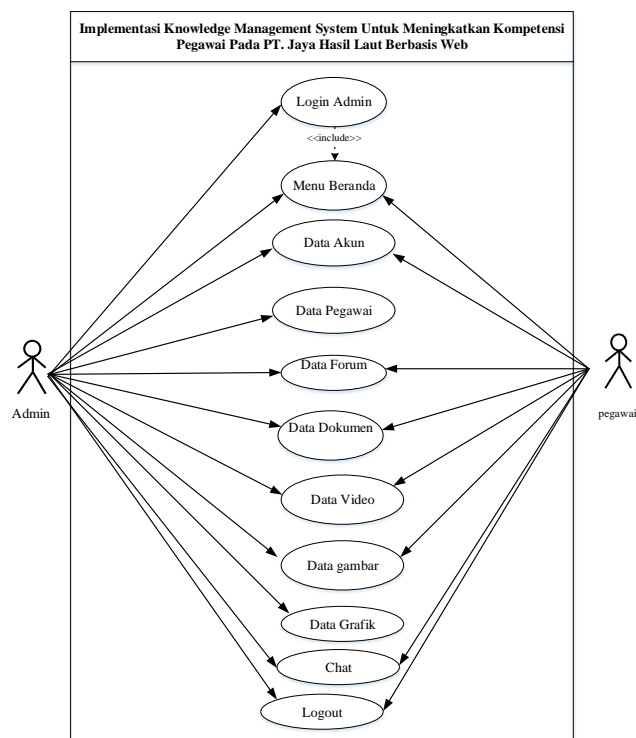 Implementasi Knowledge Management System Untuk Meningkatkan Kompetensi
Pegawai Pada PT. Jaya Hasil Laut Berbasis Web
Login Admin
<<include>>
Menu Beranda
Data Akun
Data Pegawai
Data Forum
Admin
pegawai
Data Dokumen
Data Video
Data gambar
Data Grafik
Chat
Logout